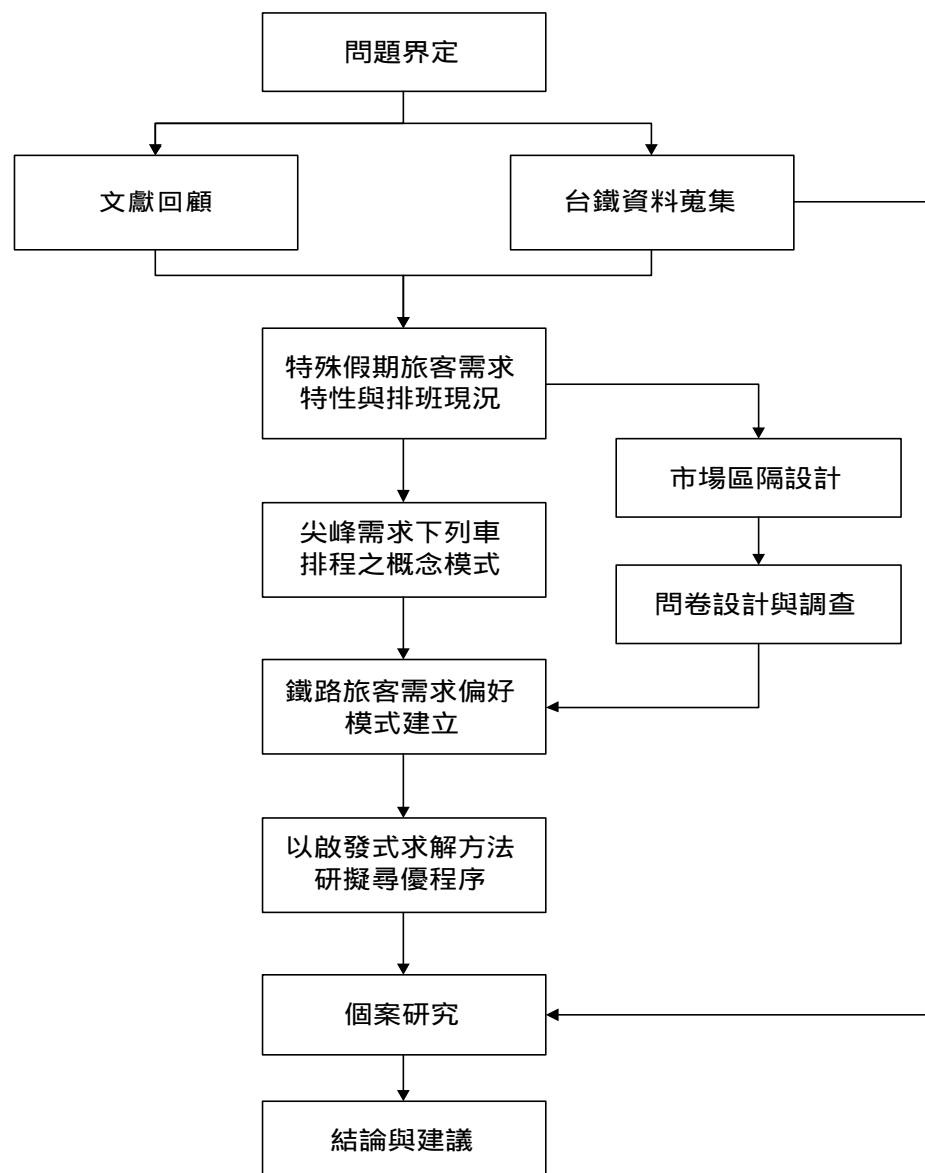 問題界定
文獻回顧
台鐵資料蒐集
特殊假期旅客需求
特性與排班現況
市場區隔設計
尖峰需求下列車
排程之概念模式
問卷設計與調查
鐵路旅客需求偏好
模式建立
以啟發式求解方法
研擬尋優程序
個案研究
結論與建議